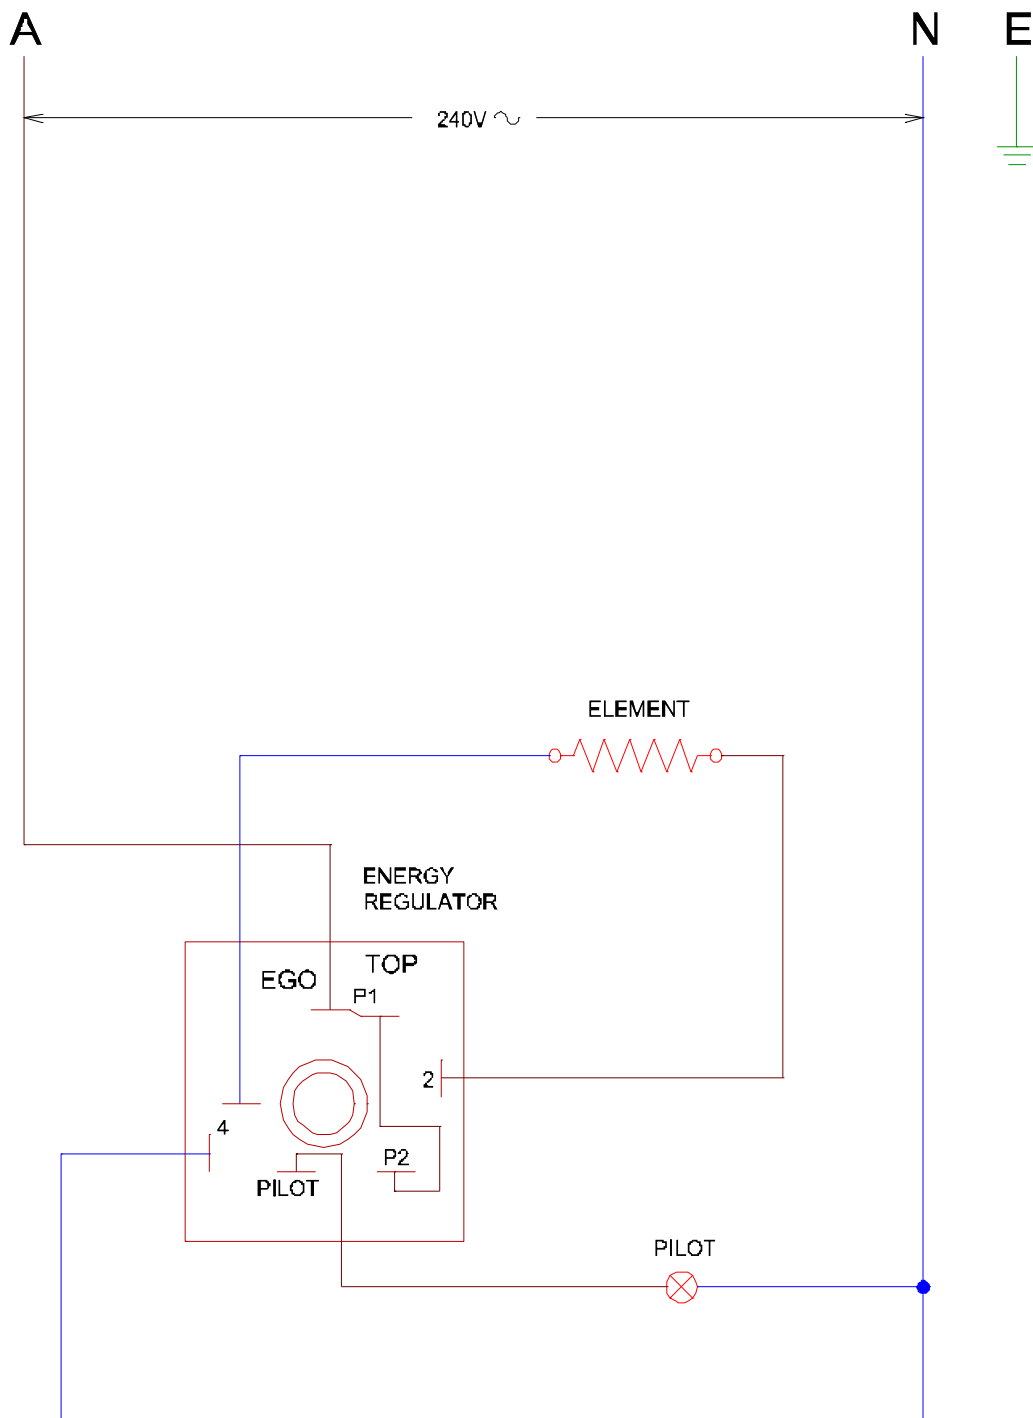 A N E
240V
ELEMENT
ENERGY
REGULATOR
TOP
EGO
P1
2
4
P2
PILOT
PILOT